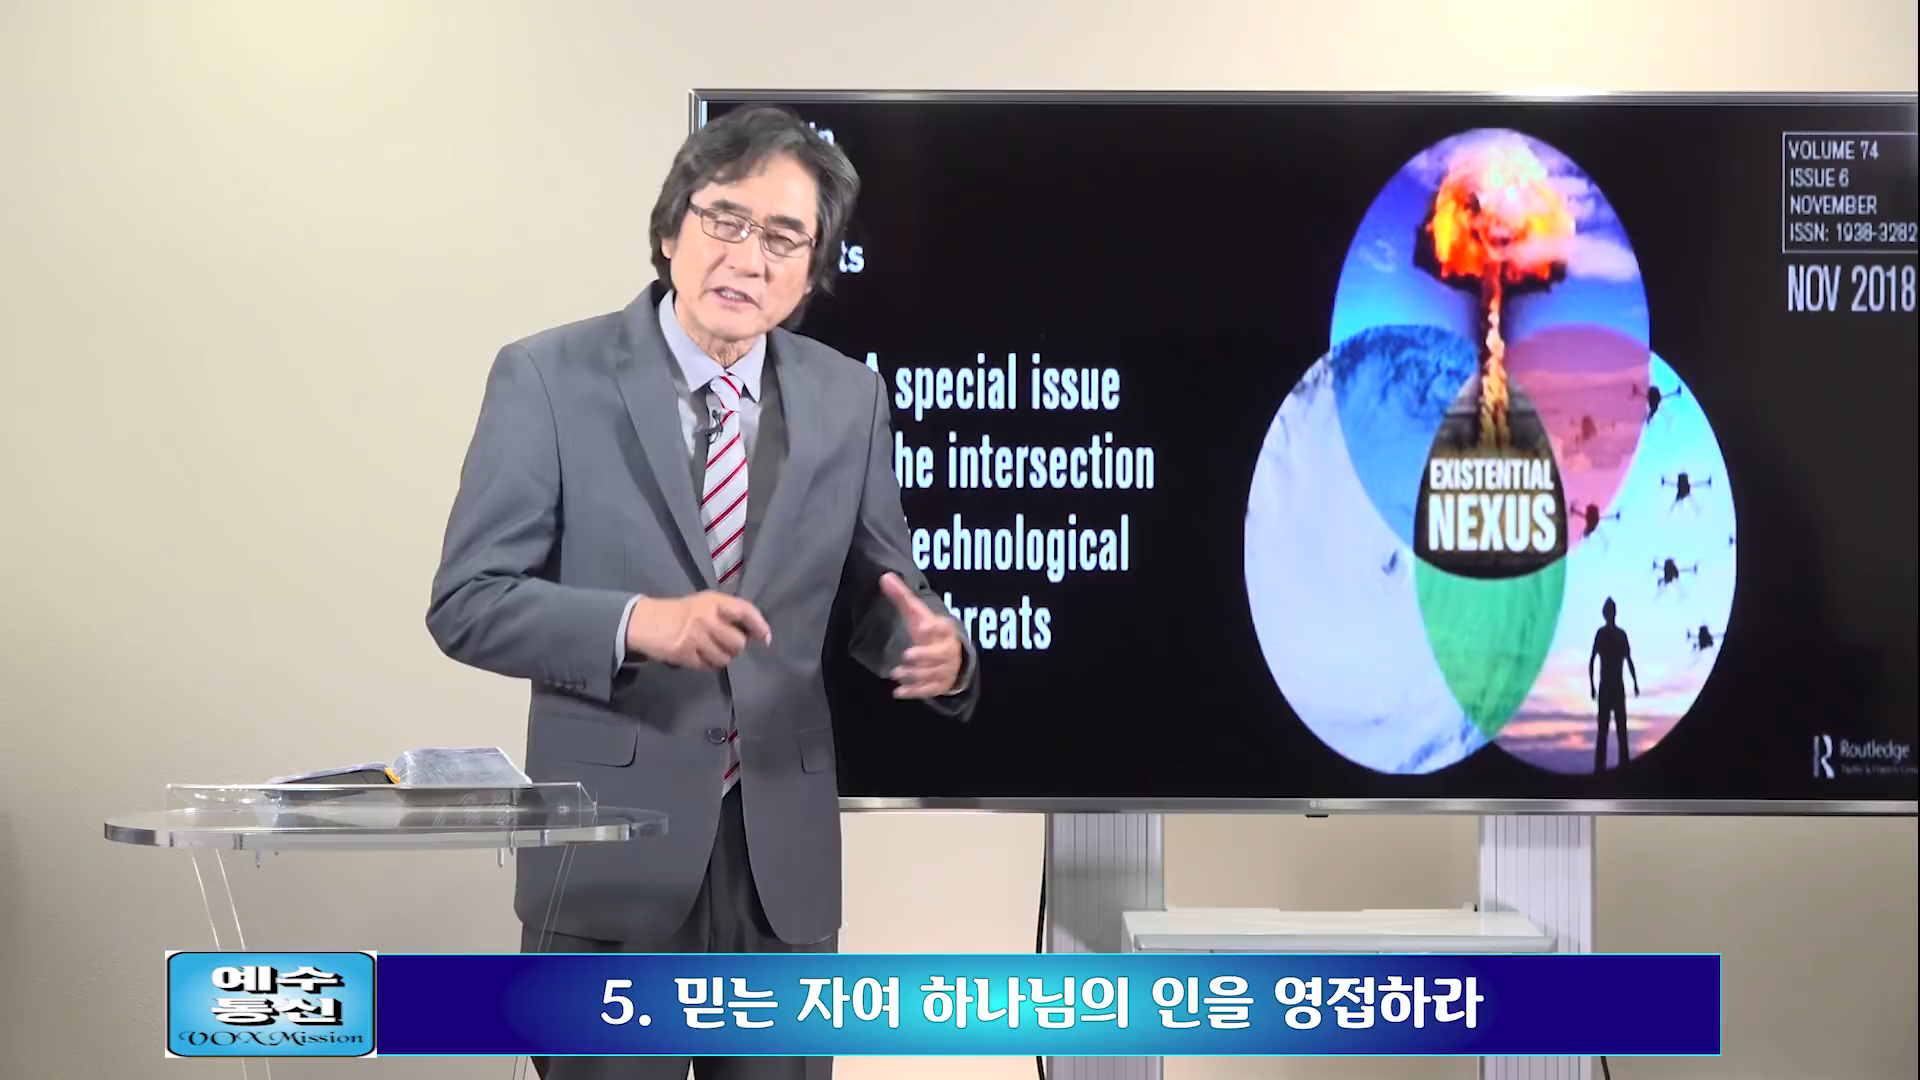 ts
A special issue
he intersection
technological
hreats
EXISTENTIAL
NEXUS
VOLUME 74
ISSUE 6
NOVEMBER
ISSN: 1938-3282
NOV 2018
Routledge
예수
통신
VOX Mission
5. 믿는 자여 하나님의 인을 영접하라